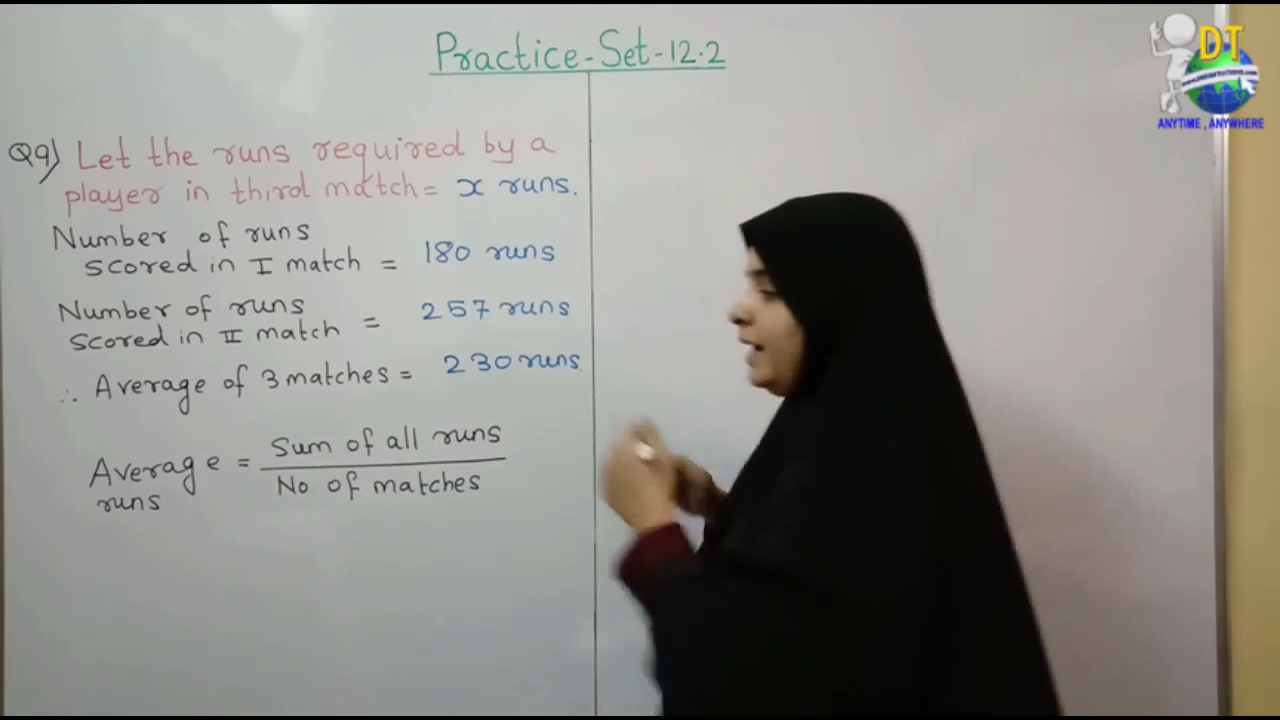 Practice-Set-12.2
Q9) Let the runs required by a
player in third match = x runs.
Number of runs
scored in I match = 180 runs
Number of runs
scored in II match = 257 runs
∴ Average of 3 matches = 230 runs
Average runs = Sum of all runs
No. of matches
DT
ANYTIME, ANYWHERE